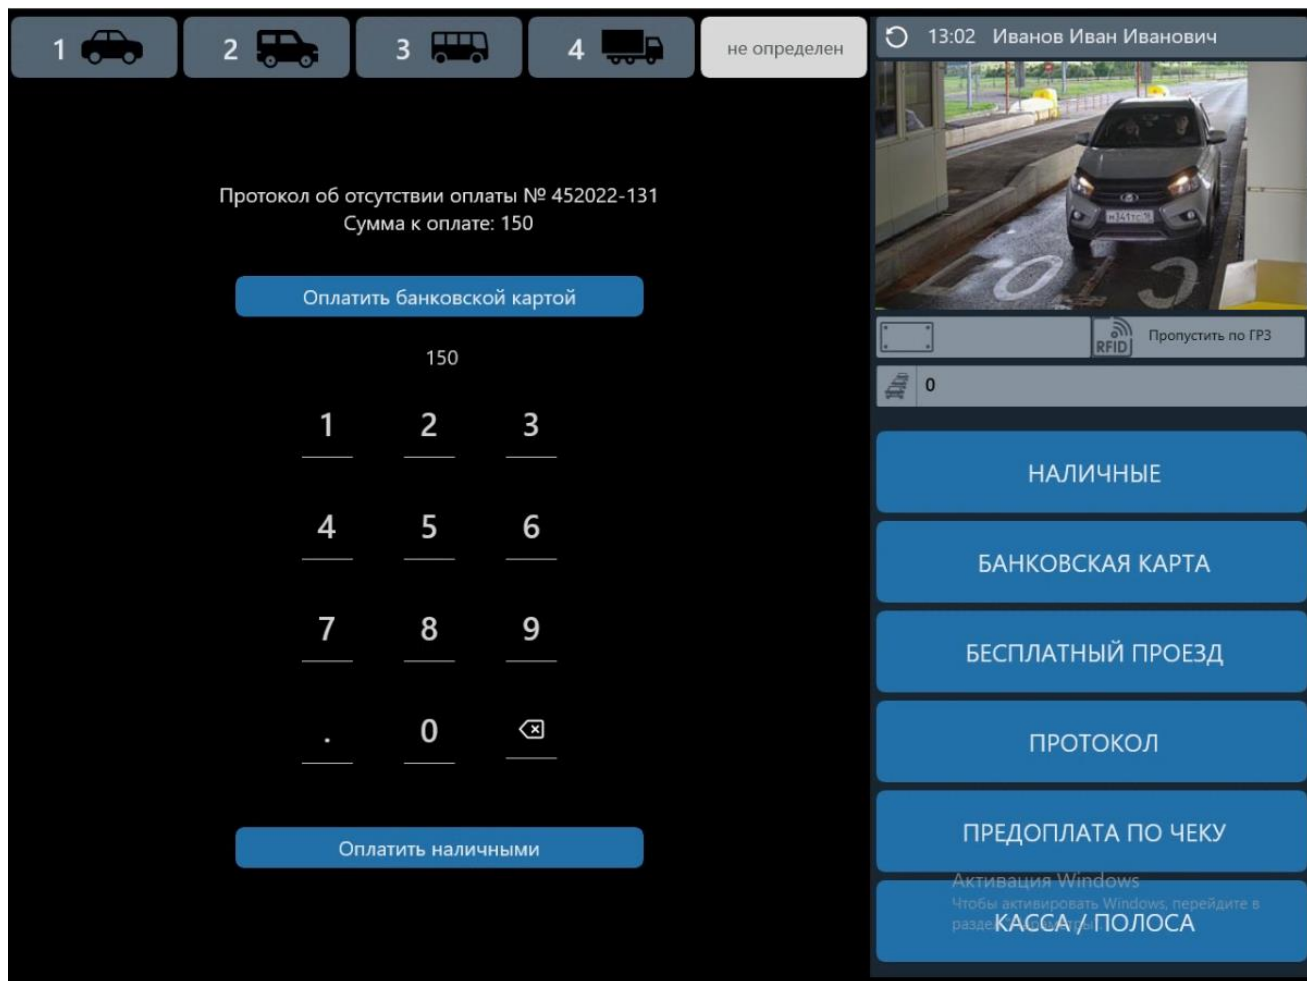 1
2
3
4
не определен
13:02 Иванов Иван Иванович
Протокол об отсутствии оплаты № 452022-131
Сумма к оплате: 150
Оплатить банковской картой
150
1 2 3
4 5 6
7 8 9
. 0
Оплатить наличными
RFID
Пропустить по ГРЗ
0
НАЛИЧНЫЕ
БАНКОВСКАЯ КАРТА
БЕСПЛАТНЫЙ ПРОЕЗД
ПРОТОКОЛ
ПРЕДОПЛАТА ПО ЧЕКУ
Активация Windows
Чтобы активировать Windows, перейдите в
КАССА / ПОЛОСА